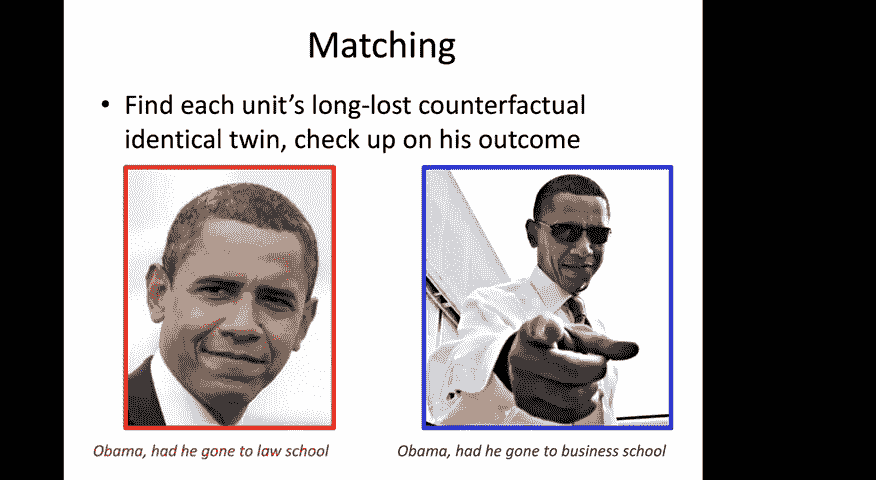 Matching
• Find each unit's long-lost counterfactual
identical twin, check up on his outcome
Obama, had he gone to law school
Obama, had he gone to business school